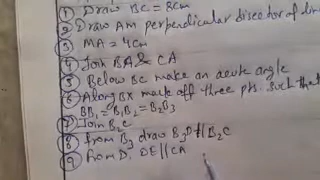 ① Draw BC = 8cm
② Draw AM perpendicular bisector of line
③ MA = 4cm
④ Join BA & CA
⑤ Below BC make an acute angle
⑥ Along BX make off three pts. such that
BB₁ = B₁B₂ = B₂B₃
⑦ Join B₂C
⑧ From B₃ draw B₃D ∥ B₂C
⑨ From D, DE ∥ CA